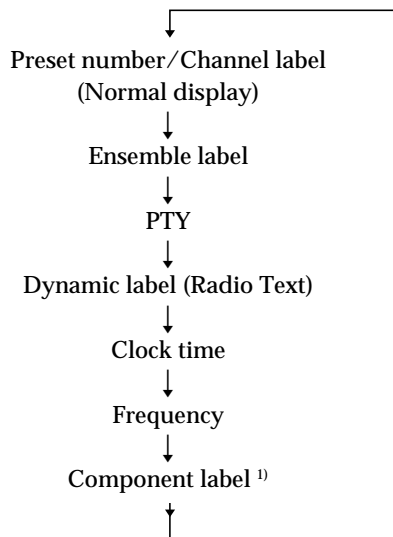 Preset number/Channel label
(Normal display)
Ensemble label
PTY
Dynamic label (Radio Text)
Clock time
Frequency
Component label 1)